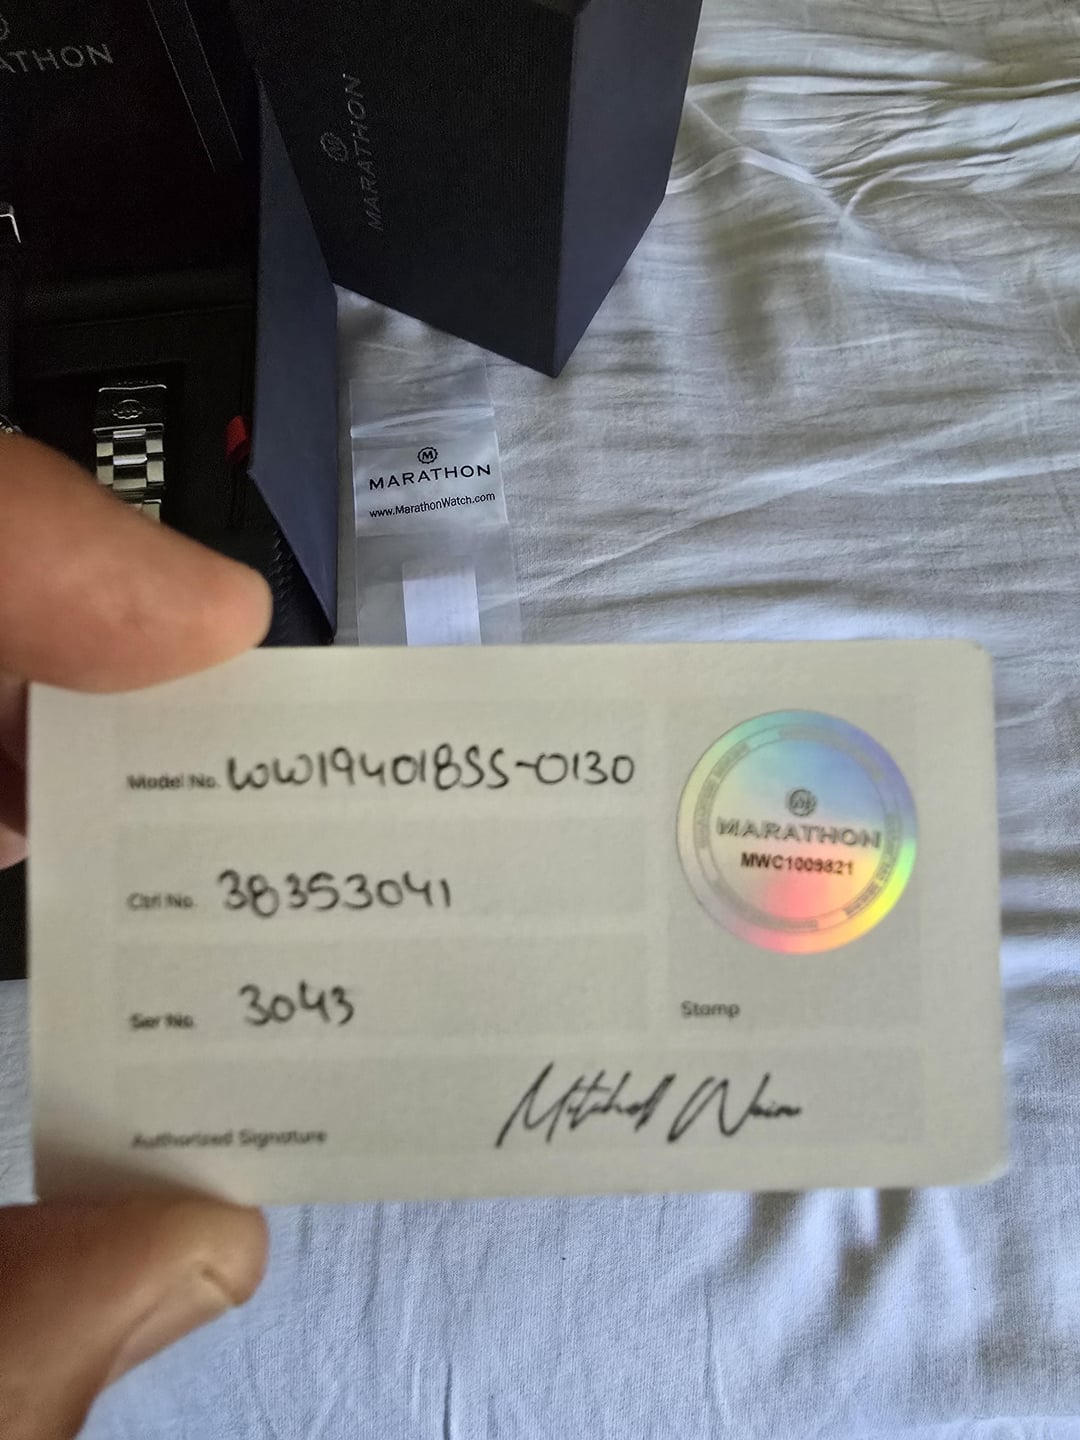 MARATHON
MARATHON
www.MarathonWatch.com
Model No. WW194018SS-0130
Ctrl No. 38353041
Ser No. 3043
MARATHON
MWC1009821
Stamp
Authorized Signature